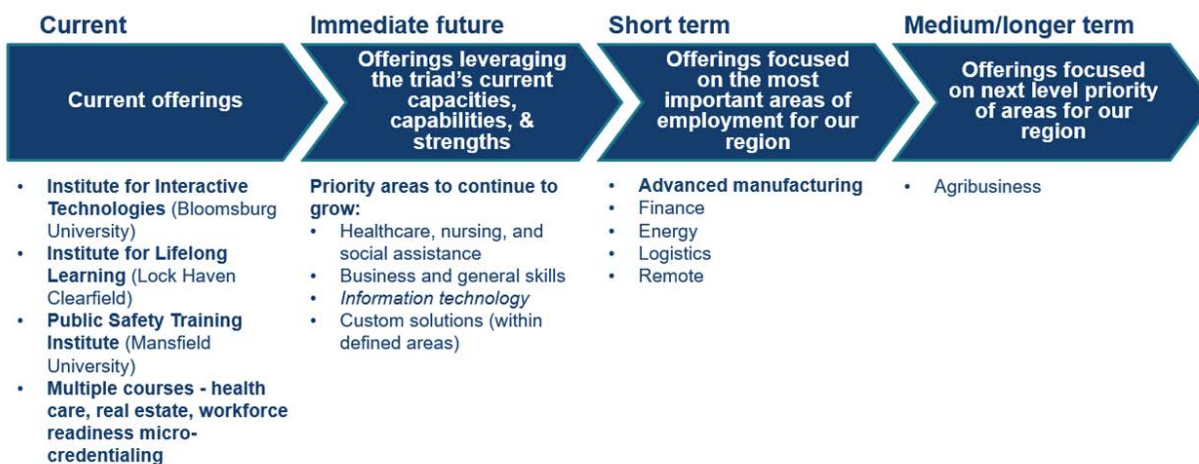 Current
Current offerings
• Institute for Interactive
Technologies (Bloomsburg
University)
• Institute for Lifelong
Learning (Lock Haven
Clearfield)
• Public Safety Training
Institute (Mansfield
University)
• Multiple courses - health
care, real estate, workforce
readiness micro-
credentialing
Immediate future
Offerings leveraging
the triad’s current
capacities,
capabilities, &
strengths
Priority areas to continue to
grow:
• Healthcare, nursing, and
social assistance
• Business and general skills
• Information technology
• Custom solutions (within
defined areas)
Short term
Offerings focused
on the most
important areas of
employment for our
region
• Advanced manufacturing
• Finance
• Energy
• Logistics
• Remote
Medium/longer term
Offerings focused
on next level priority
of areas for our
region
• Agribusiness